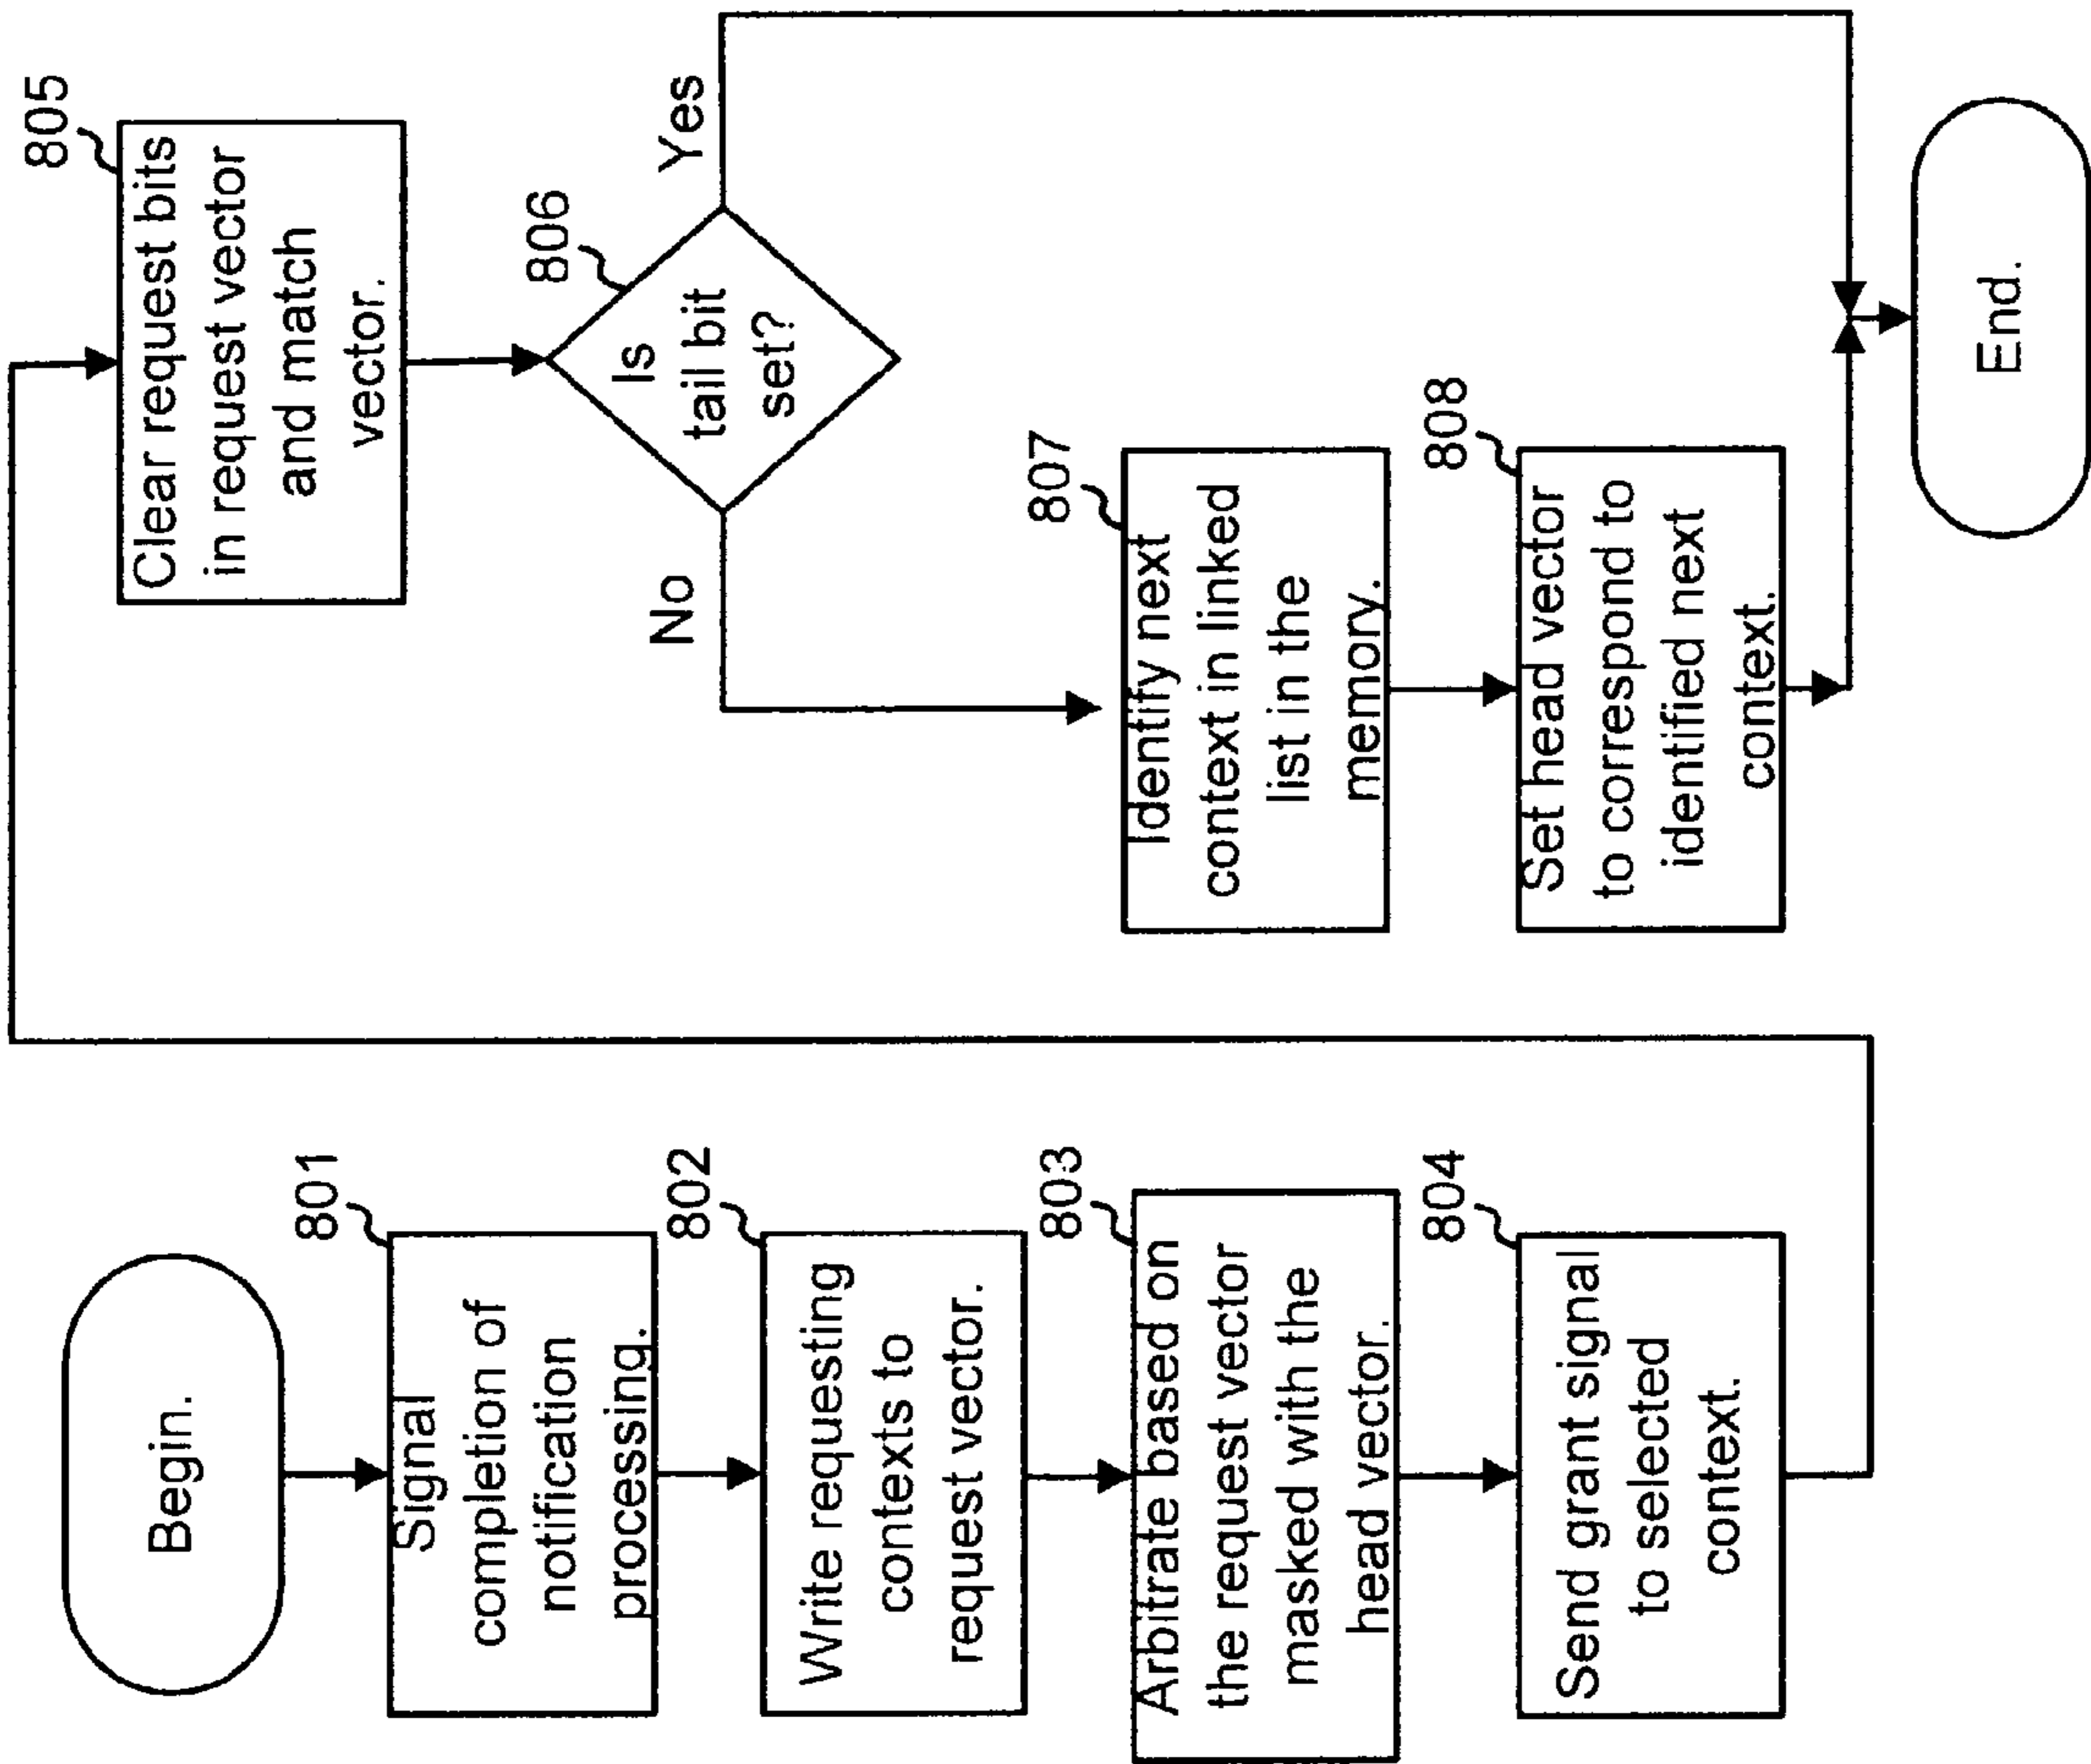 Begin.
801
Signal
completion of
notification
processing.
802
Write requesting
contexts to
request vector.
803
Arbitrate based on
the request vector
masked with the
head vector.
804
Send grant signal
to selected
context.
805
Clear request bits
in request vector
and match
vector.
806
Is
tail bit
set?
No
Yes
807
Identify next
context in linked
list in the
memory.
808
Set head vector
to correspond to
identified next
context.
End.